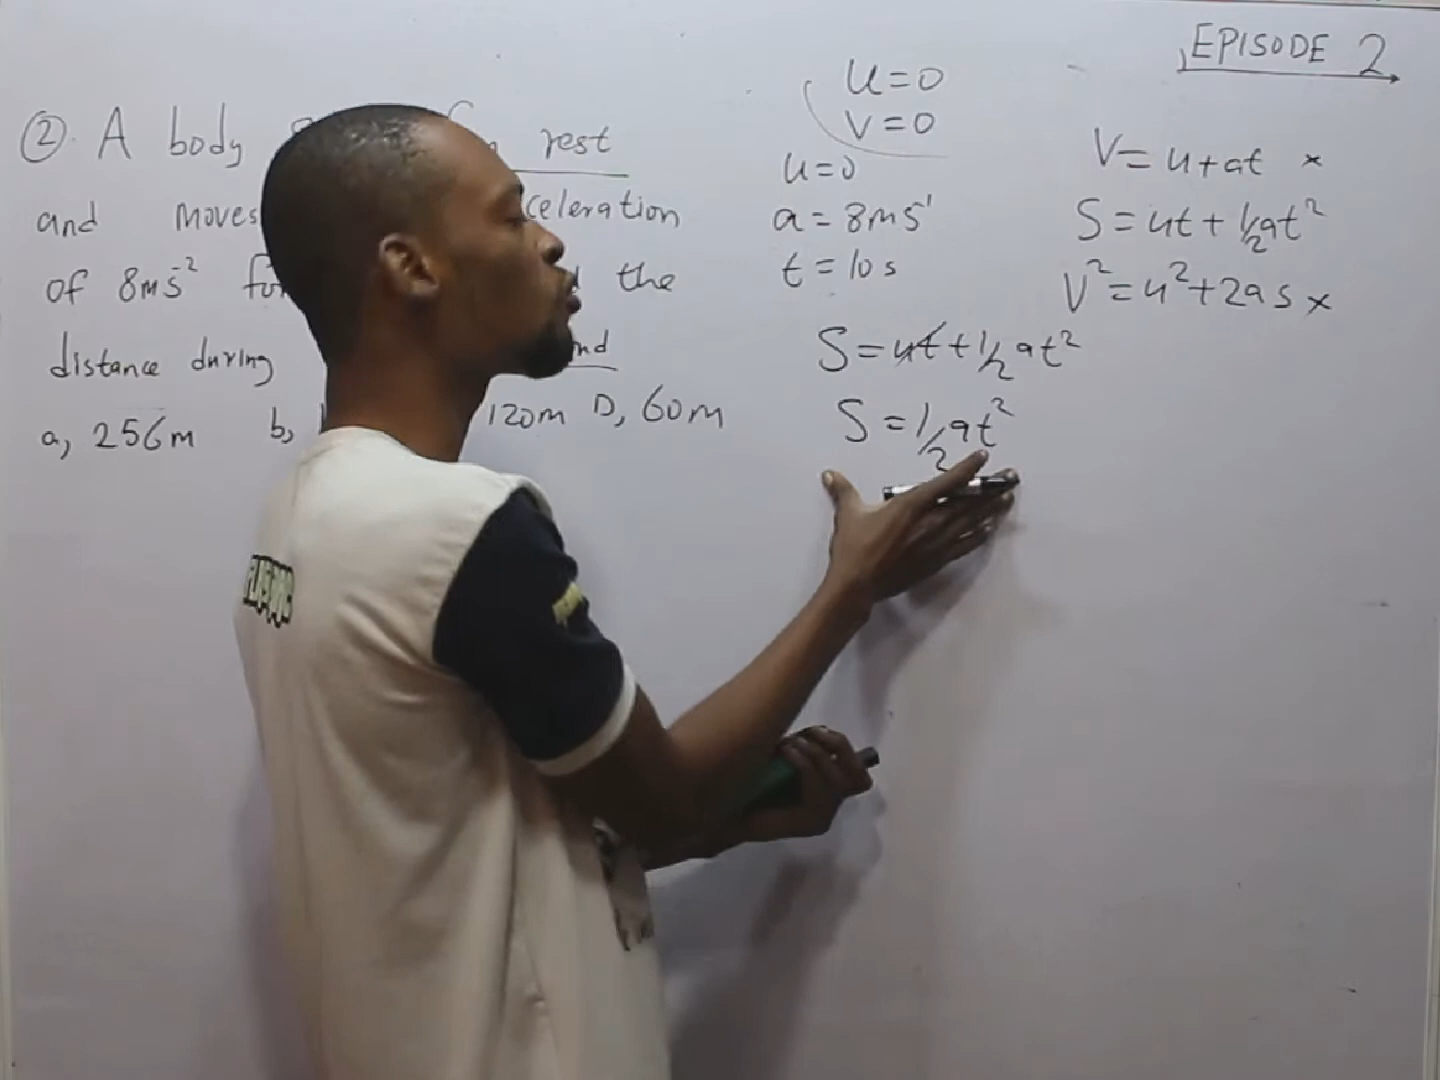 EPISODE 2
② A body rest
and moves celeration
of 8ms⁻² the
distance during
a, 256m b, 120m D, 60m
u=0
v=0
u=0
a = 8ms⁻¹
t = 10s
S=ut+1/2at²
S=1/2at²
V=u+at ×
S=ut+1/2at²
V²=u²+2as ×